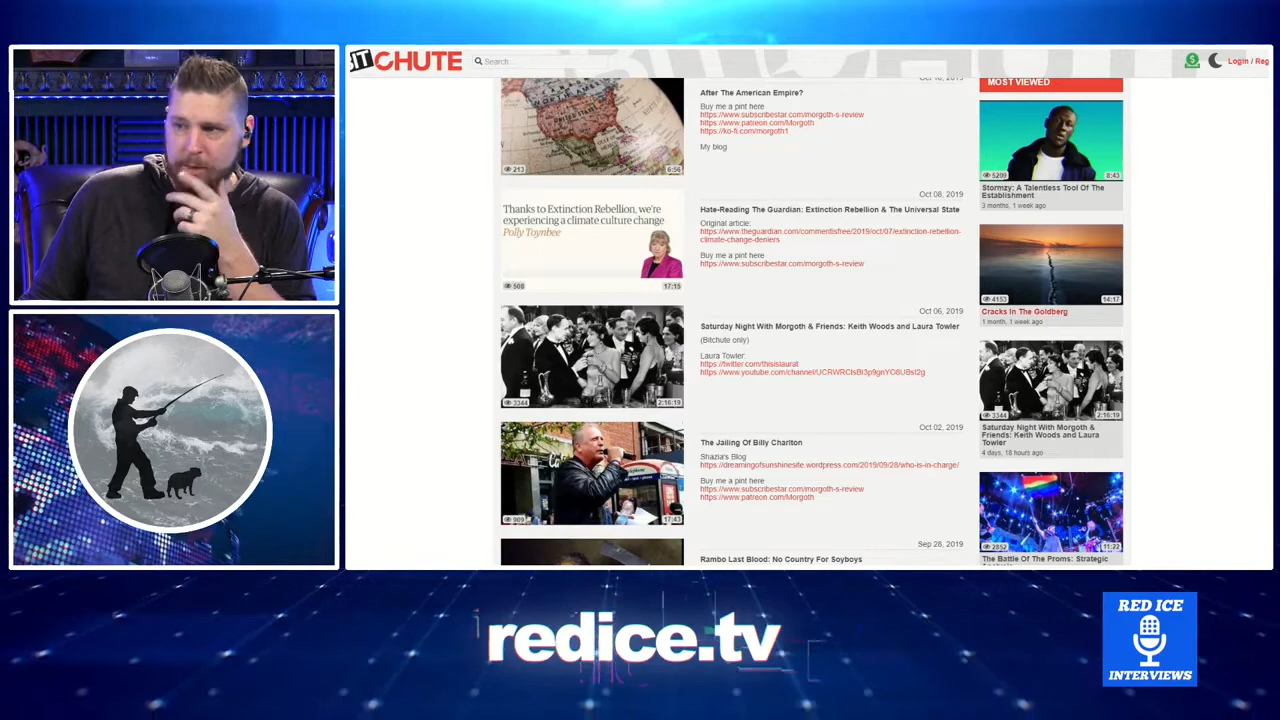 BITCHUTE
Search...
Login / Reg
213
6:56
After The American Empire?
Buy me a pint here
https://www.subscribestar.com/morgoth-s-review
https://www.patreon.com/Morgoth
https://ko-fi.com/morgoth1
My blog
Oct 08, 2019
Thanks to Extinction Rebellion, we're
experiencing a climate culture change
Polly Toynbee
508
17:15
Hate-Reading The Guardian: Extinction Rebellion & The Universal State
Original article:
https://www.theguardian.com/commentisfree/2019/oct/07/extinction-rebellion-
climate-change-deniers
Buy me a pint here
https://www.subscribestar.com/morgoth-s-review
Oct 06, 2019
3344
2:16:19
Saturday Night With Morgoth & Friends: Keith Woods and Laura Towler
(Bitchute only)
Laura Towler:
https://twitter.com/thisislaurat
Oct 02, 2019
909
17:43
The Jailing Of Billy Charlton
Shazia's Blog
https://dreamingofsunshinesite.wordpress.com/2019/09/28/who-is-in-charge/
Buy me a pint here
https://www.subscribestar.com/morgoth-s-review
https://www.patreon.com/Morgoth
Sep 28, 2019
Rambo Last Blood: No Country For Soyboys
MOST VIEWED
5209
8:43
Stormzy: A Talentless Tool Of The
Establishment
3 months, 1 week ago
4153
14:17
Cracks In The Goldberg
1 month, 1 week ago
3344
2:16:19
Saturday Night With Morgoth &
Friends: Keith Woods and Laura
Towler
4 days, 18 hours ago
2852
11:22
The Battle Of The Proms: Strategic
redice.tv
RED ICE
INTERVIEWS